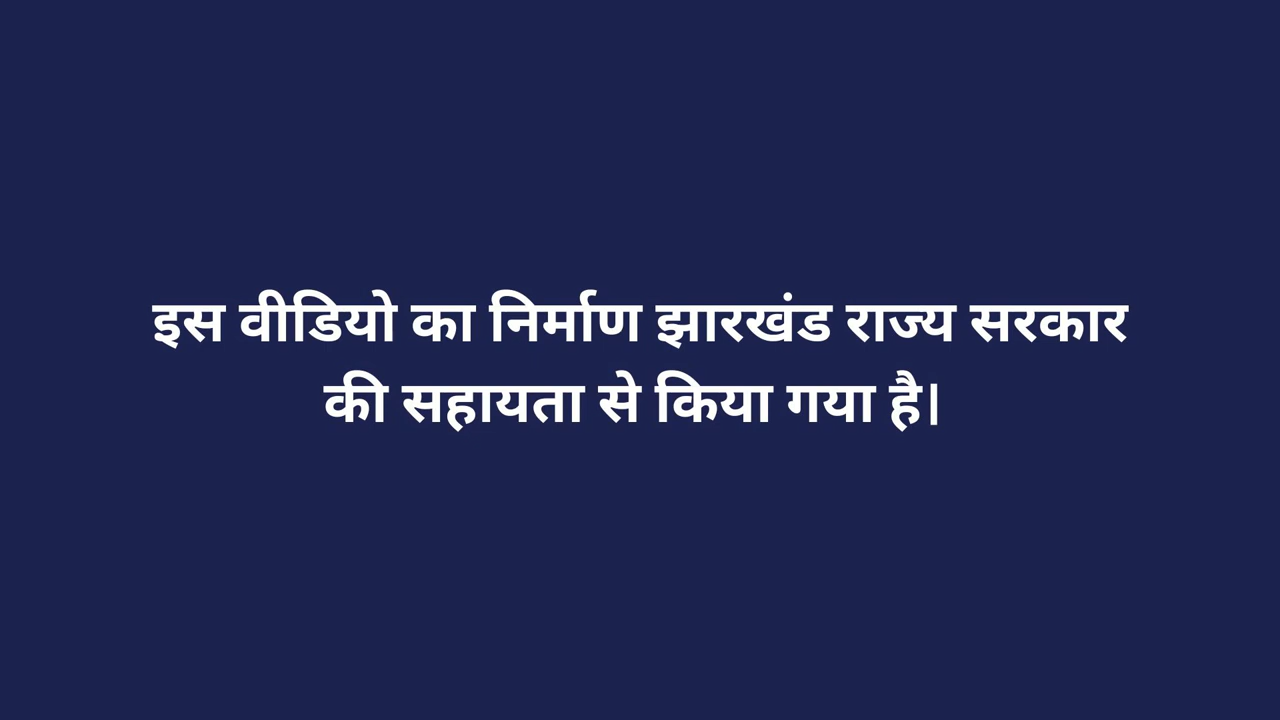 इस वीडियो का निर्माण झारखंड राज्य सरकार
की सहायता से किया गया है।